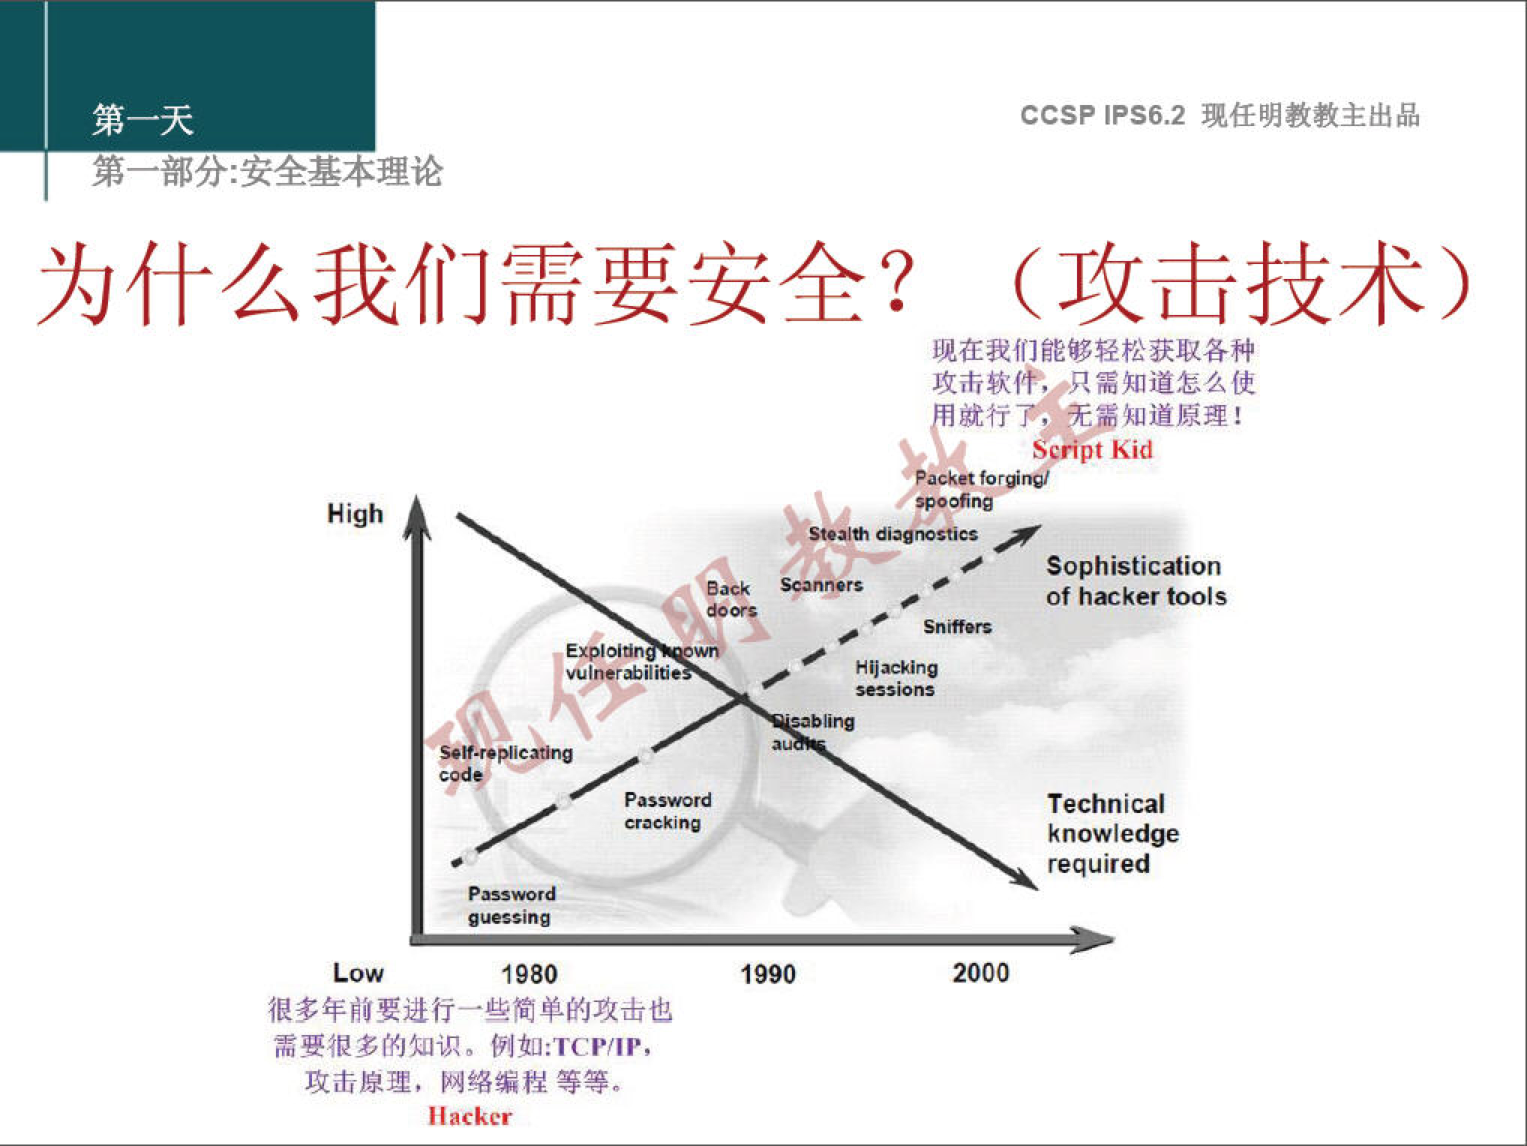 第一天
CCSP IPS6.2 现任明教教主出品
第一部分:安全基本理论
为什么我们需要安全？（攻击技术）
现在我们能够轻松获取各种
攻击软件，只需知道怎么使
用就行了，无需知道原理！
Script Kid
Packet forging/
spoofing
High
Stealth diagnostics
Sophistication
of hacker tools
Back
doors
Scanners
Sniffers
Exploiting known
vulnerabilities
Hijacking
sessions
Disabling
audits
Self-replicating
code
Password
cracking
Technical
knowledge
required
Password
guessing
Low
1980
1990
2000
很多年前要进行一些简单的攻击也
需要很多的知识。例如:TCP/IP，
攻击原理，网络编程 等等。
Hacker
现任明教教主